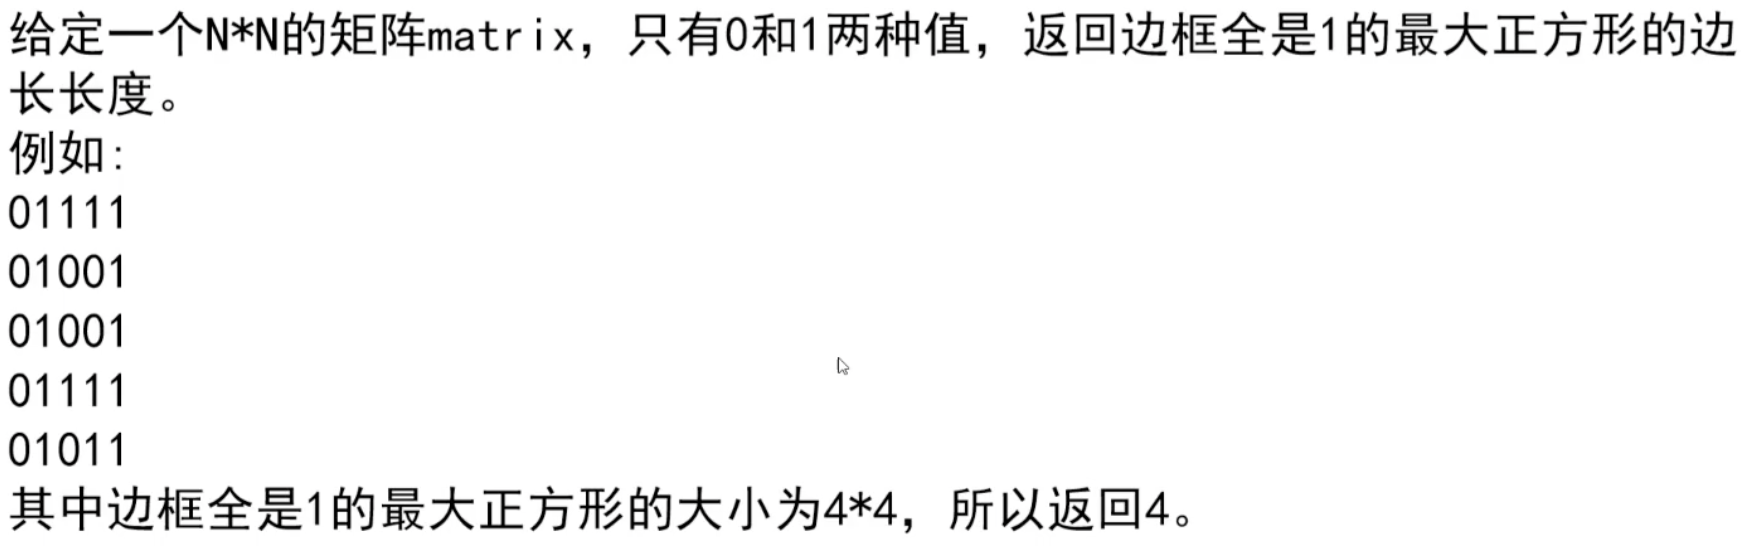 给定一个N*N的矩阵matrix，只有0和1两种值，返回边框全是1的最大正方形的边
长长度。
例如：
01111
01001
01001
01111
01011
其中边框全是1的最大正方形的大小为4*4，所以返回4。